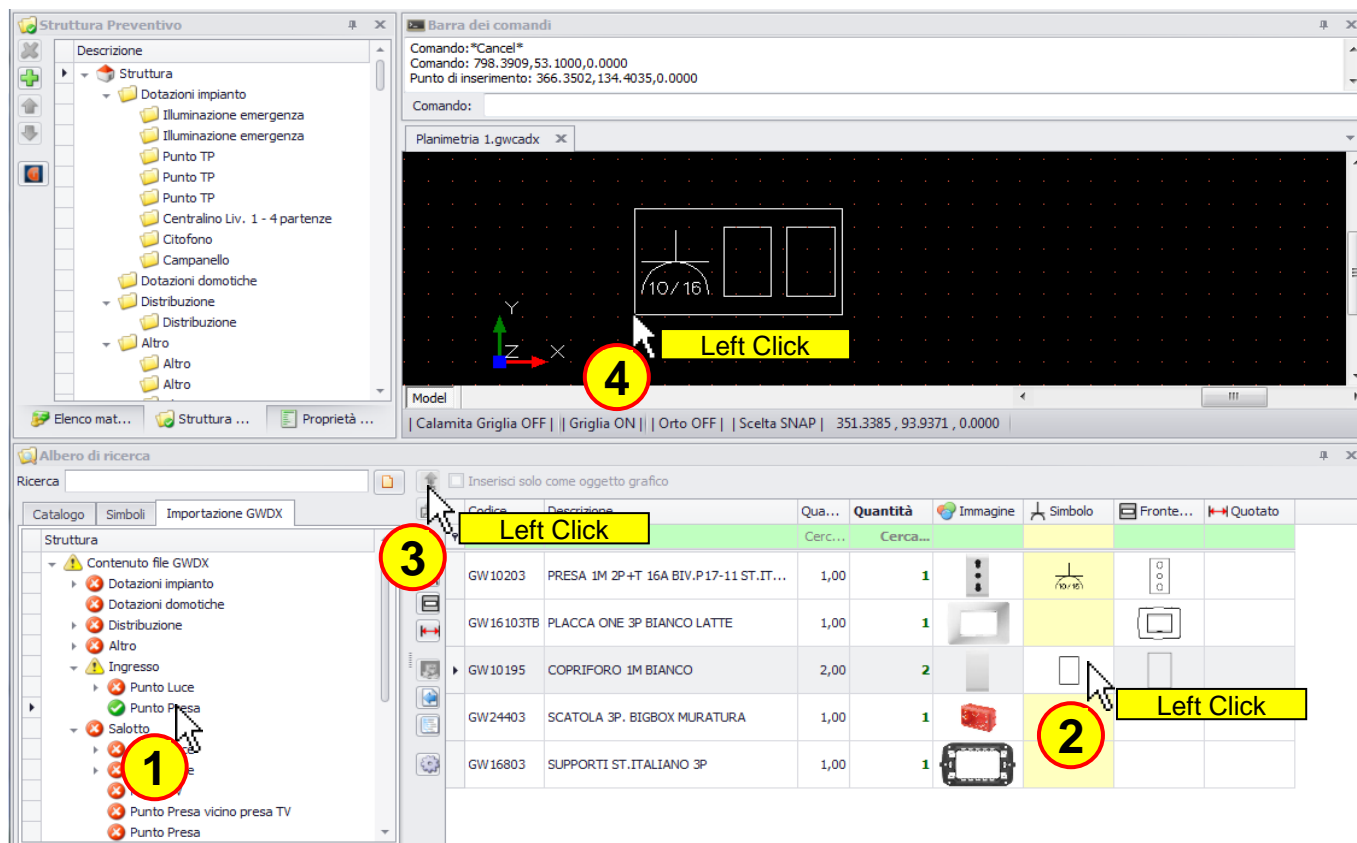 Struttura Preventivo
Descrizione
Struttura
Dotazioni impianto
Illuminazione emergenza
Illuminazione emergenza
Punto TP
Punto TP
Punto TP
Centralino Liv. 1 - 4 partenze
Citofono
Campanello
Dotazioni domotiche
Distribuzione
Distribuzione
Altro
Altro
Altro
Elenco mat...
Struttura ...
Proprietà ...
Barra dei comandi
Comando:*Cancel*
Comando: 798.3909,53.1000,0.0000
Punto di inserimento: 366.3502,134.4035,0.0000
Comando:
Planimetria 1.gwcadx
10/16
Y
Z X
Left Click
4
Model
| Calamita Griglia OFF | | Griglia ON | | Orto OFF | | Scelta SNAP | 351.3385 , 93.9371 , 0.0000
Albero di ricerca
Ricerca
Inserisci solo come oggetto grafico
Catalogo Simboli Importazione GWDX
Struttura
Contenuto file GWDX
Dotazioni impianto
Dotazioni domotiche
Distribuzione
Altro
Ingresso
Punto Luce
Punto Presa
Salotto
1
Punto Presa vicino presa TV
Punto Presa
3
Left Click
Codice Descrizione Qua... Quantità Immagine Simbolo Fronte... Quotato
Cerc... Cerca...
GW10203 PRESA 1M 2P+T 16A BIV.P17-11 ST.IT... 1,00 1 (10/16)
GW16103TB PLACCA ONE 3P BIANCO LATTE 1,00 1
GW10195 COPRIFORO 1M BIANCO 2,00 2
Left Click
2
GW24403 SCATOLA 3P. BIGBOX MURATURA 1,00 1
GW16803 SUPPORTI ST.ITALIANO 3P 1,00 1